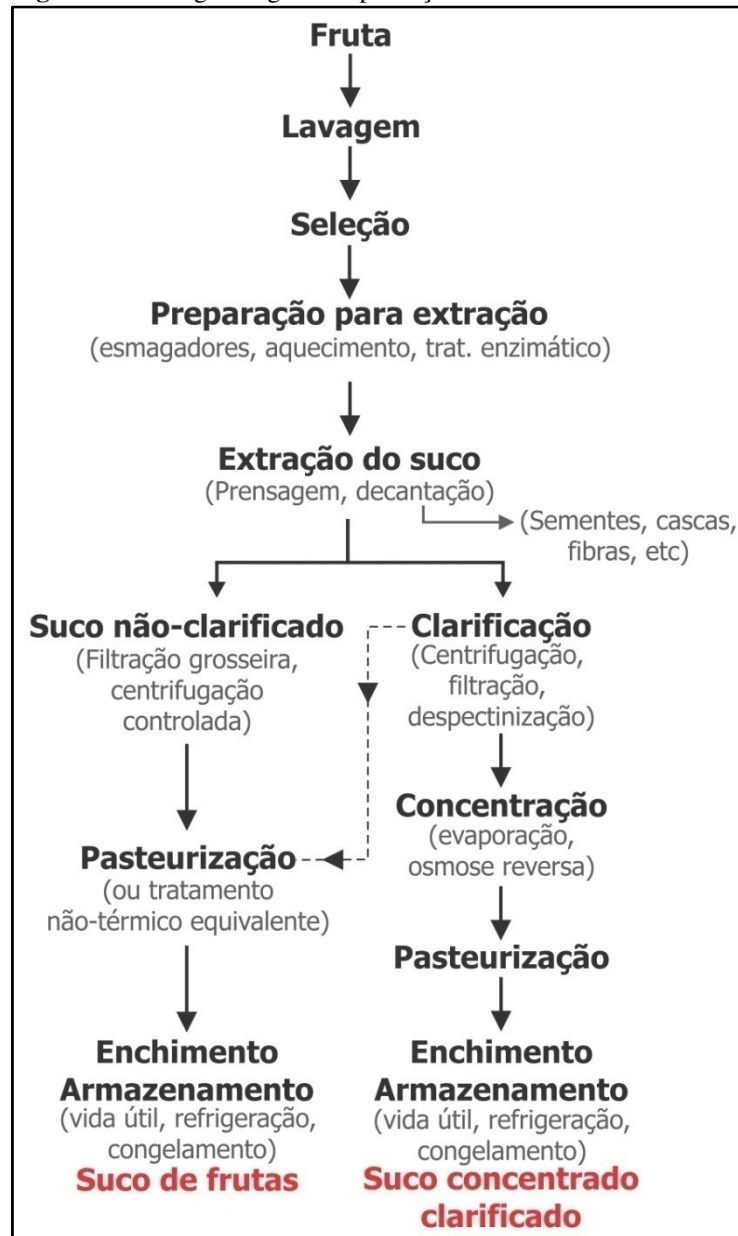 Fruta
Lavagem
Seleção
Preparação para extração
(esmagadores, aquecimento, trat. enzimático)
Extração do suco
(Prensagem, decantação)
(Sementes, cascas,
fibras, etc)
Suco não-clarificado
(Filtração grosseira,
centrifugação
controlada)
Pasteurização
(ou tratamento
não-térmico equivalente)
Enchimento
Armazenamento
(vida útil, refrigeração,
congelamento)
Suco de frutas
Clarificação
(Centrifugação,
filtração,
despectinização)
Concentração
(evaporação,
osmose reversa)
Pasteurização
Enchimento
Armazenamento
(vida útil, refrigeração,
congelamento)
Suco concentrado
clarificado